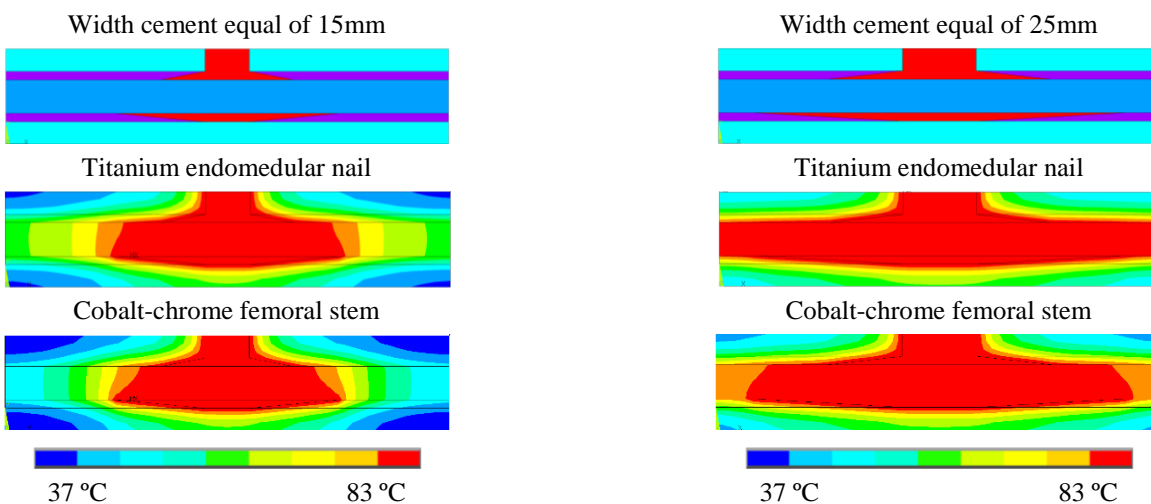 Width cement equal of 15mm
Width cement equal of 25mm
Titanium endomedular nail
Titanium endomedular nail
Cobalt-chrome femoral stem
Cobalt-chrome femoral stem
37 ºC 83 ºC
37 ºC 83 ºC